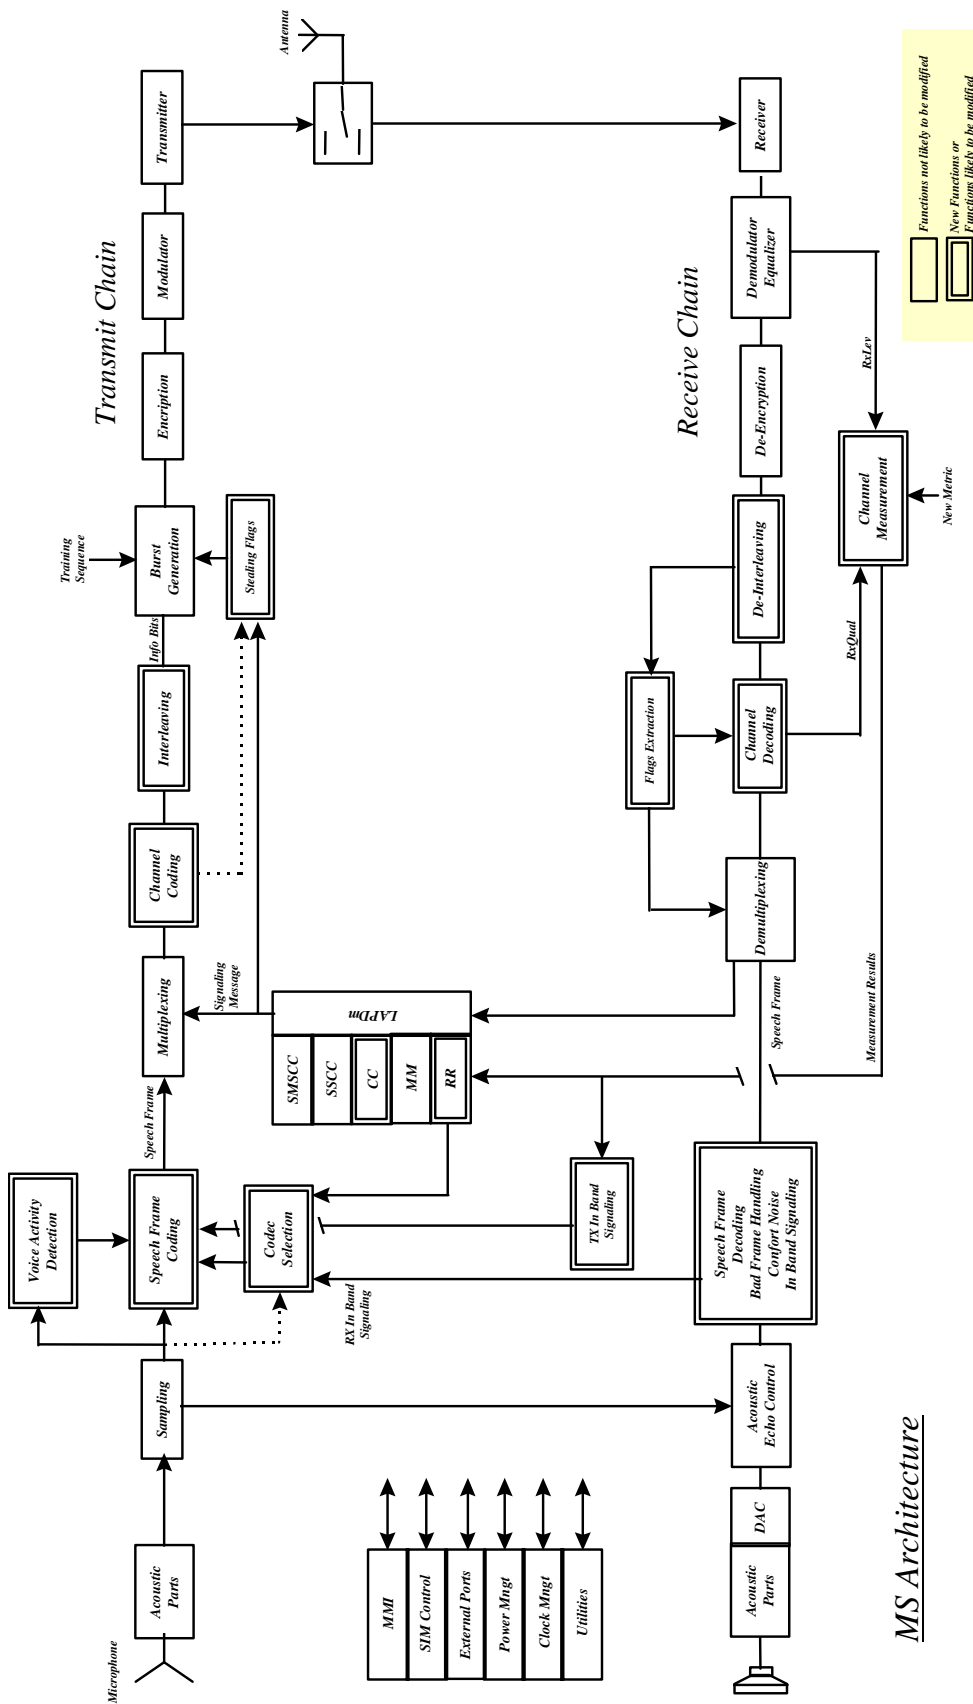 Microphone
Acoustic
Parts
Sampling
Voice Activity
Detection
Speech Frame
Coding
Speech Frame
Multiplexing
Channel
Coding
Interleaving
Info Bits
Training
Sequence
Burst
Generation
Encription
Modulator
Transmitter
Transmit Chain
Antenna
Stealing Flags
Signaling
Message
LAPDm
SMSCC
SSCC
CC
MM
RR
Codec
Selection
RX In Band
Signaling
TX In Band
Signaling
MMI
SIM Control
External Ports
Power Mngt
Clock Mngt
Utilities
Receive Chain
Acoustic
Parts
DAC
Acoustic
Echo Control
Speech Frame
Decoding
Bad Frame Handling
Confort Noise
In Band Signaling
Speech Frame
Demultiplexing
Flags Extraction
Channel
Decoding
De-Interleaving
De-Encryption
Demodulator
Equalizer
Receiver
RxLev
RxQual
Channel
Measurement
New Metric
Measurement Results
MS Architecture
Functions not likely to be modified
New Functions or
Functions likely to be modified